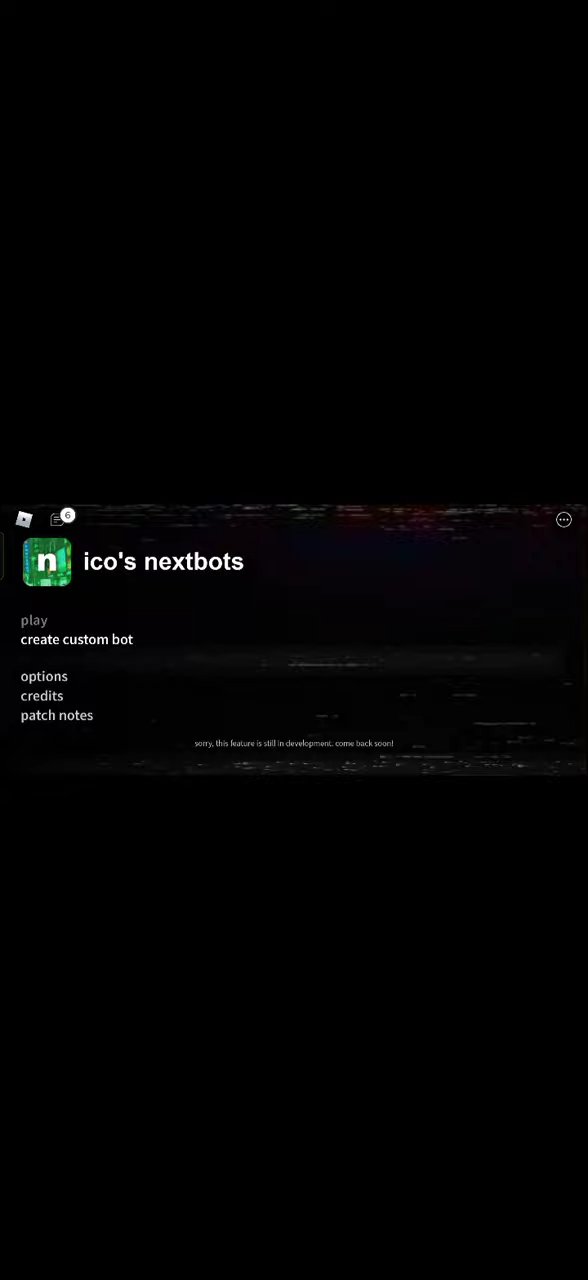 6
n
ico's nextbots
play
create custom bot
options
credits
patch notes
sorry, this feature is still in development. come back soon!